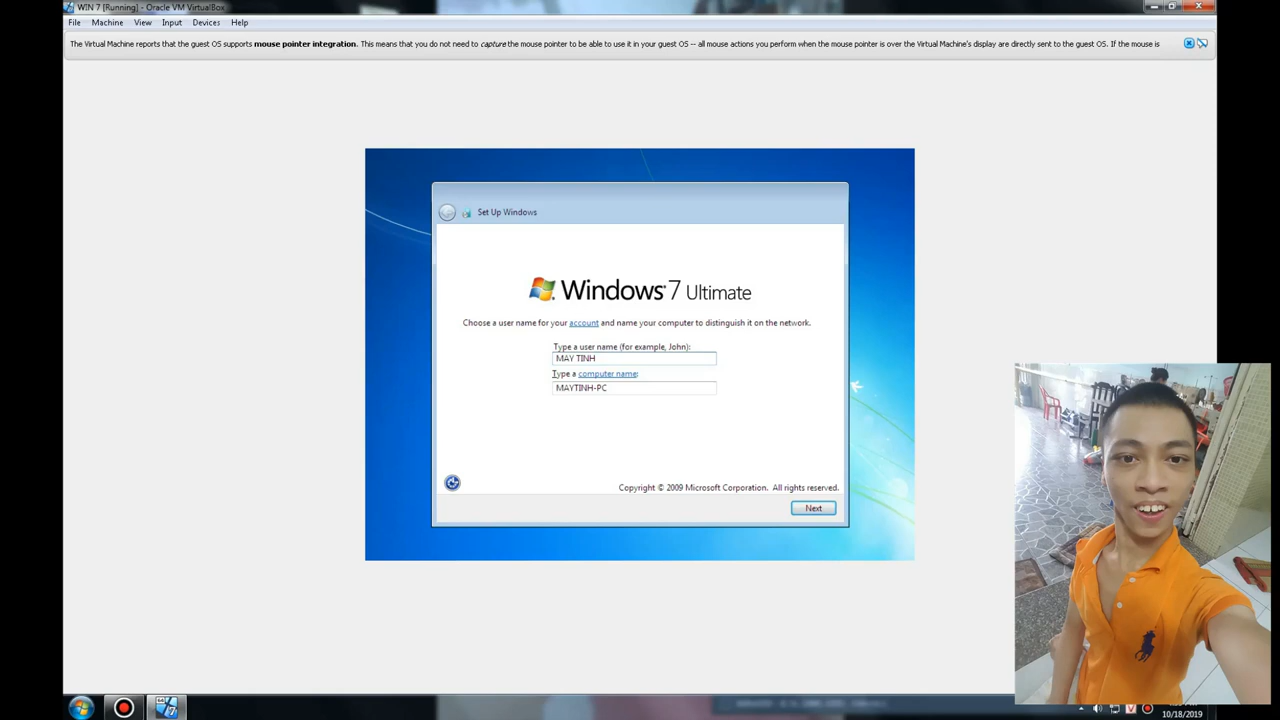 WIN 7 [Running] - Oracle VM VirtualBox
File Machine View Input Devices Help
The Virtual Machine reports that the guest OS supports mouse pointer integration. This means that you do not need to capture the mouse pointer to be able to use it in your guest OS -- all mouse actions you perform when the mouse pointer is over the Virtual Machine's display are directly sent to the guest OS. If the mouse is
Set Up Windows
Windows 7 Ultimate
Choose a user name for your account and name your computer to distinguish it on the network.
Type a user name (for example, John):
MAY TINH
Type a computer name:
MAYTINH-PC
Copyright © 2009 Microsoft Corporation. All rights reserved.
Next
10/18/2019